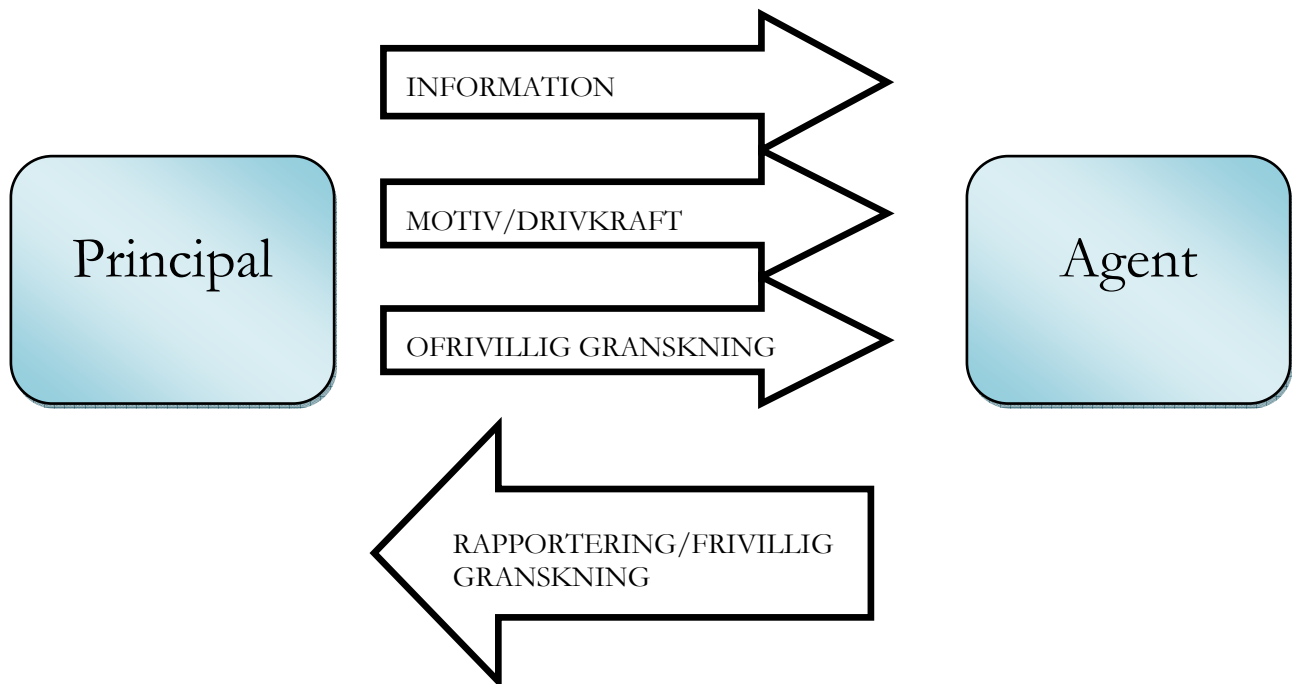 INFORMATION
MOTIV/DRIVKRAFT
Principal
Agent
OFRIVILLIG GRANSKNING
RAPPORTERING/FRIVILLIG
GRANSKNING